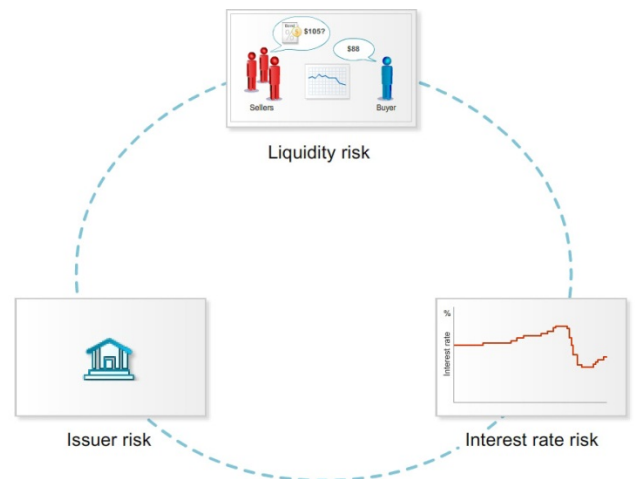 Bond
$105?
$88
Sellers
Buyer
Liquidity risk
%
Interest rate
Issuer risk
Interest rate risk